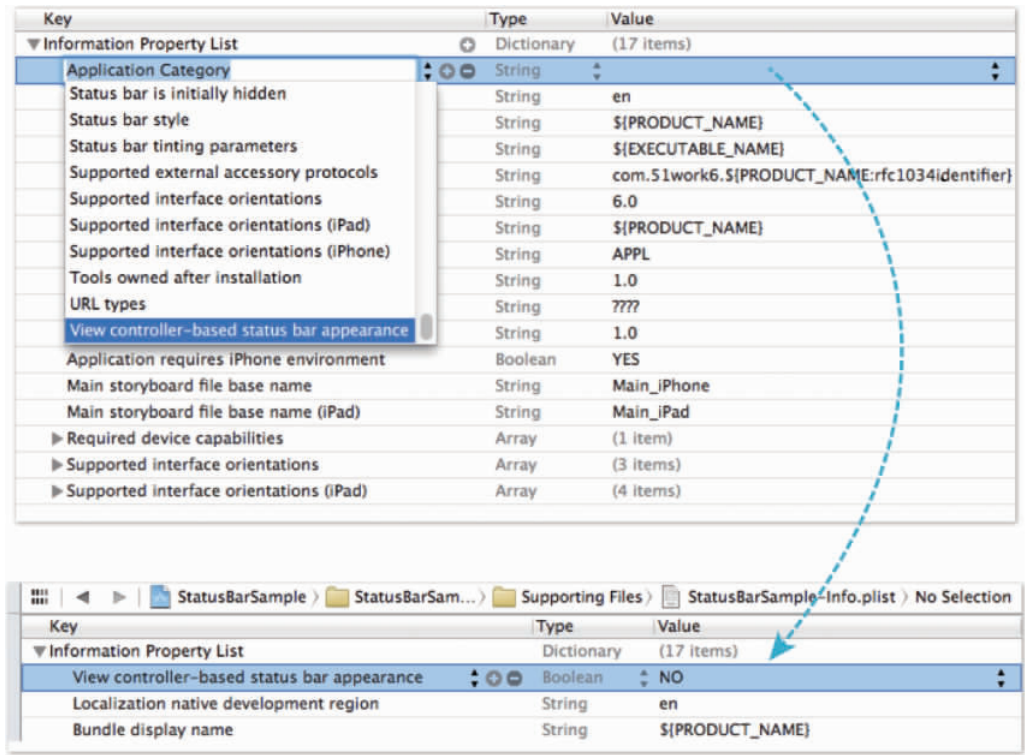 Key Type Value
Information Property List Dictionary (17 items)
Application Category String
Status bar is initially hidden String en
Status bar style String ${PRODUCT_NAME}
Status bar tinting parameters String ${EXECUTABLE_NAME}
Supported external accessory protocols String com.51work6.${PRODUCT_NAME:rfc1034identifier}
Supported interface orientations String 6.0
Supported interface orientations (iPad) String ${PRODUCT_NAME}
Supported interface orientations (iPhone) String APPL
Tools owned after installation String 1.0
URL types String ????
View controller-based status bar appearance String 1.0
Application requires iPhone environment Boolean YES
Main storyboard file base name String Main_iPhone
Main storyboard file base name (iPad) String Main_iPad
Required device capabilities Array (1 item)
Supported interface orientations Array (3 items)
Supported interface orientations (iPad) Array (4 items)
StatusBarSample StatusBarSam... Supporting Files StatusBarSample-Info.plist No Selection
Key Type Value
Information Property List Dictionary (17 items)
View controller-based status bar appearance Boolean NO
Localization native development region String en
Bundle display name String ${PRODUCT_NAME}